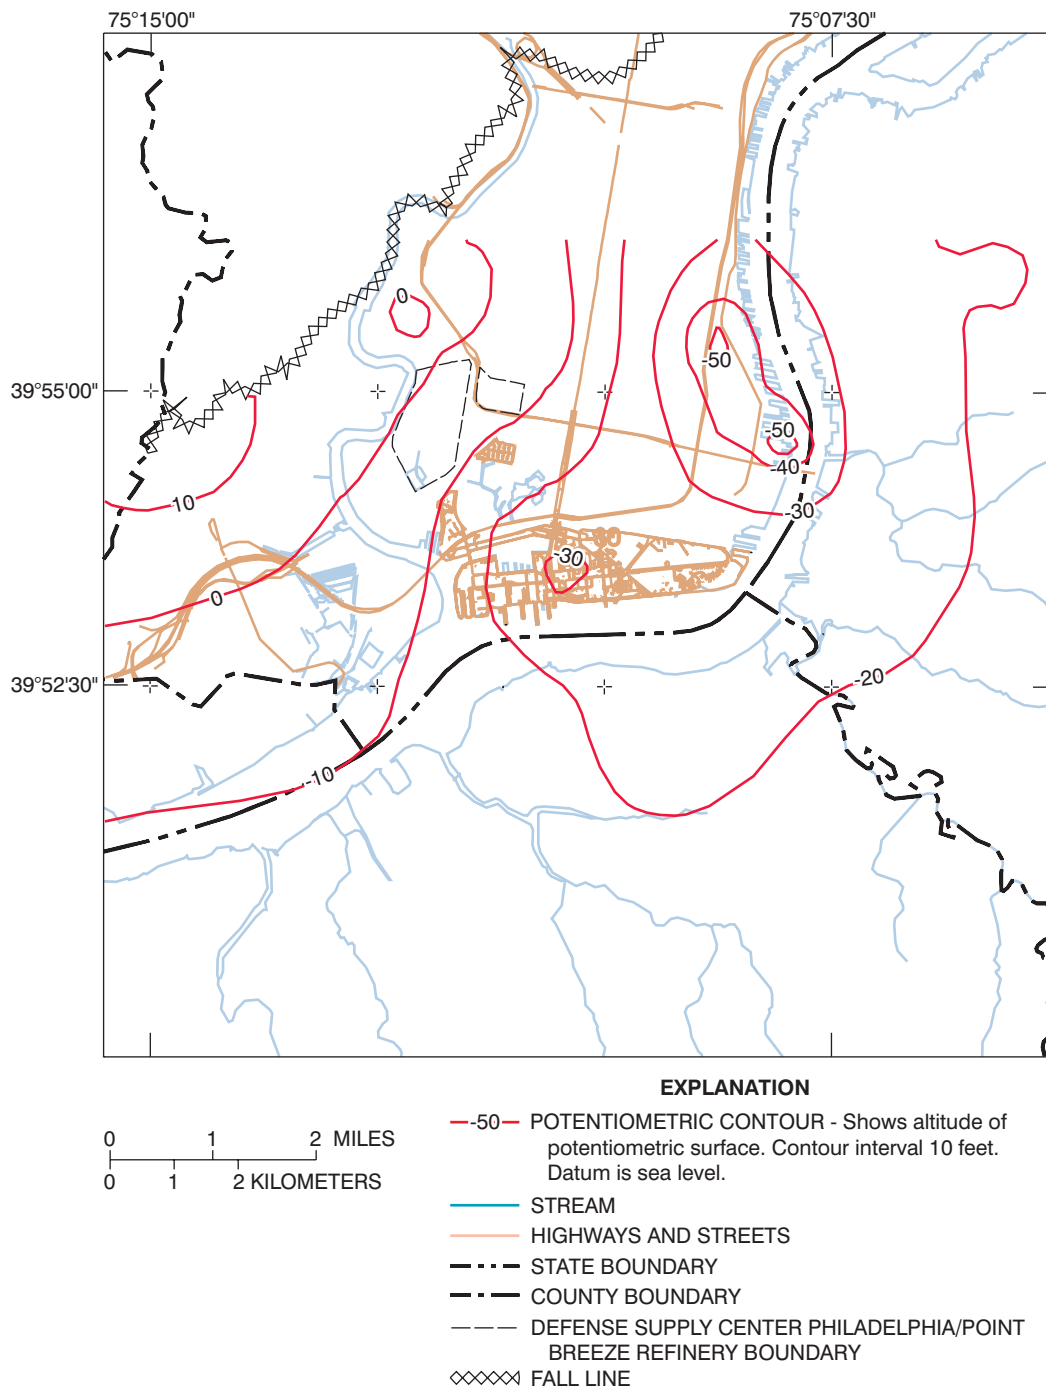 75°15'00"
75°07'30"
0
-50
39°55'00"
-50
-40
10
-30
-30
0
39°52'30"
-20
-10
EXPLANATION
0 1 2 MILES
0 1 2 KILOMETERS
-50 POTENTIOMETRIC CONTOUR - Shows altitude of
potentiometric surface. Contour interval 10 feet.
Datum is sea level.
STREAM
HIGHWAYS AND STREETS
STATE BOUNDARY
COUNTY BOUNDARY
DEFENSE SUPPLY CENTER PHILADELPHIA/POINT
BREEZE REFINERY BOUNDARY
FALL LINE